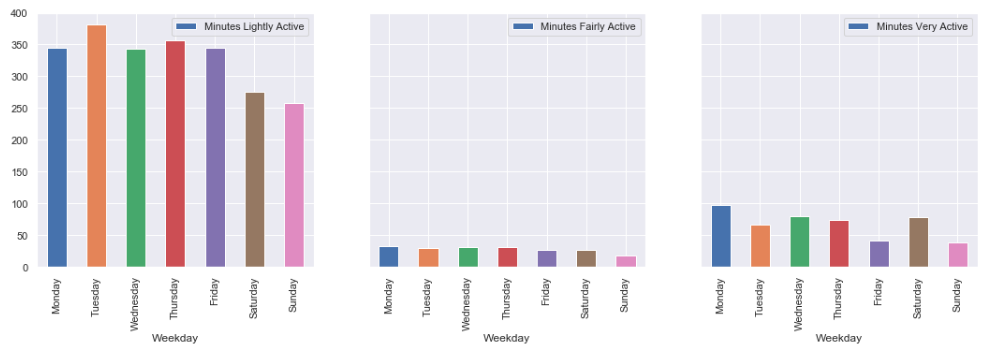 400
350
300
250
200
150
100
50
0
Minutes Lightly Active
Monday
Tuesday
Wednesday
Thursday
Friday
Saturday
Sunday
Weekday
Minutes Fairly Active
Monday
Tuesday
Wednesday
Thursday
Friday
Saturday
Sunday
Weekday
Minutes Very Active
Monday
Tuesday
Wednesday
Thursday
Friday
Saturday
Sunday
Weekday